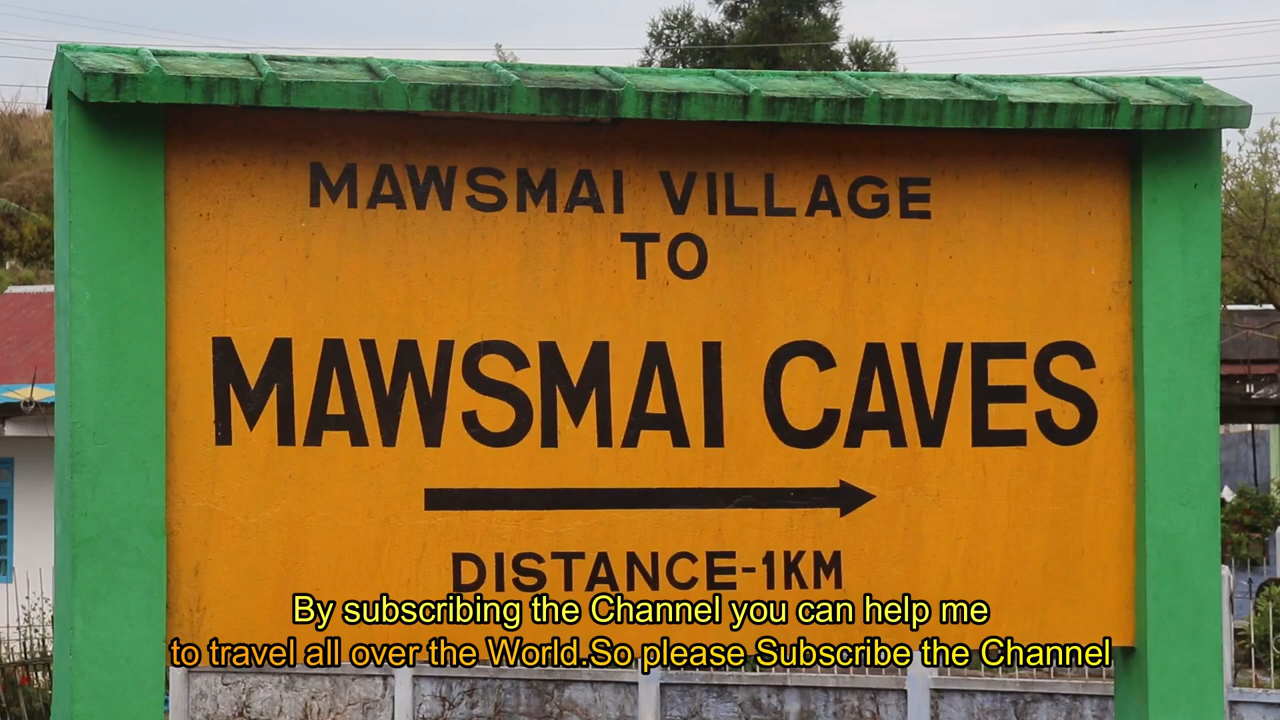 MAWSMAI VILLAGE
TO
MAWSMAI CAVES
DISTANCE-1KM
By subscribing the Channel you can help me
to travel all over the World.So please Subscribe the Channel